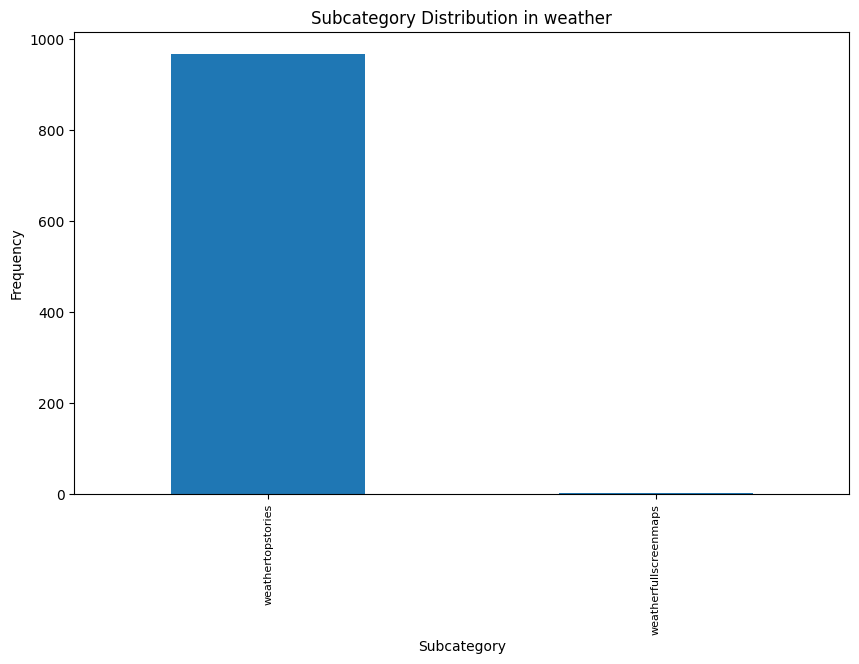 Subcategory Distribution in weather
1000
800
600
400
200
0
Frequency
weathertopstories
weatherfullscreenmaps
Subcategory